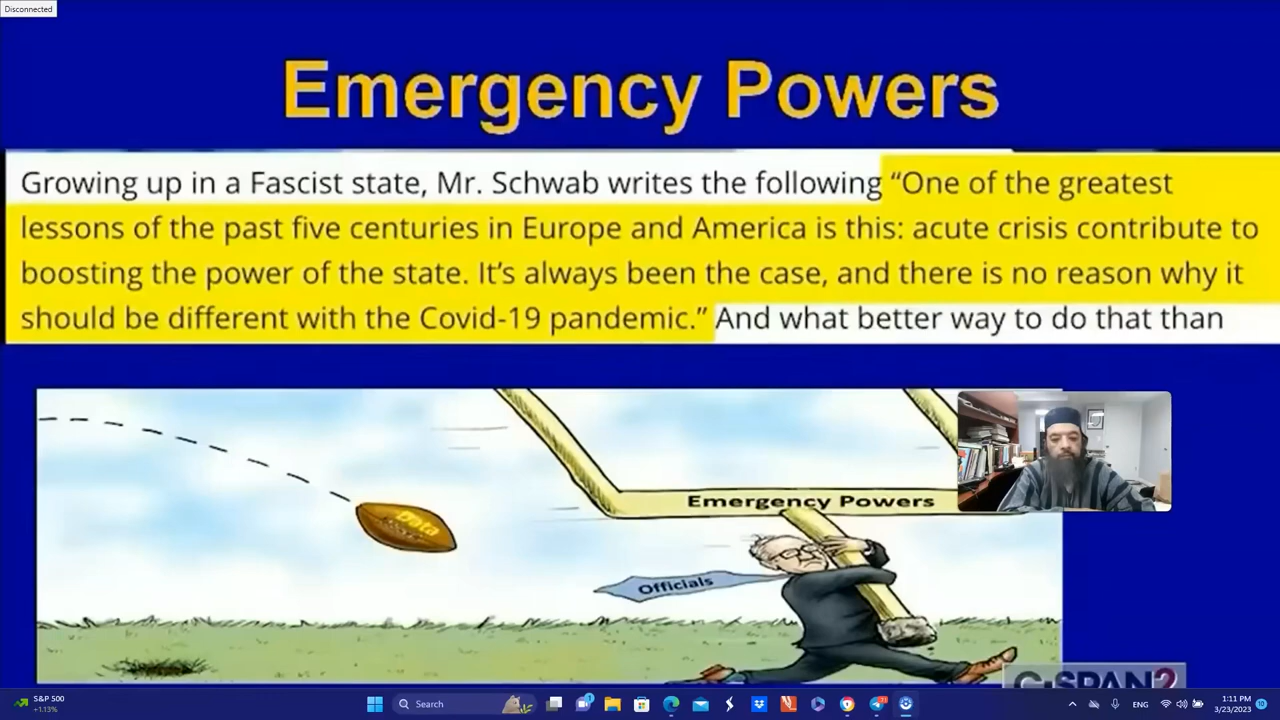 Disconnected
Emergency Powers
Growing up in a Fascist state, Mr. Schwab writes the following “One of the greatest
lessons of the past five centuries in Europe and America is this: acute crisis contribute to
boosting the power of the state. It’s always been the case, and there is no reason why it
should be different with the Covid-19 pandemic.” And what better way to do that than
Emergency Powers
Data
Officials
C-SPAN2
S&P 500
+1.13%
Search
ENG
1:11 PM
3/23/2023